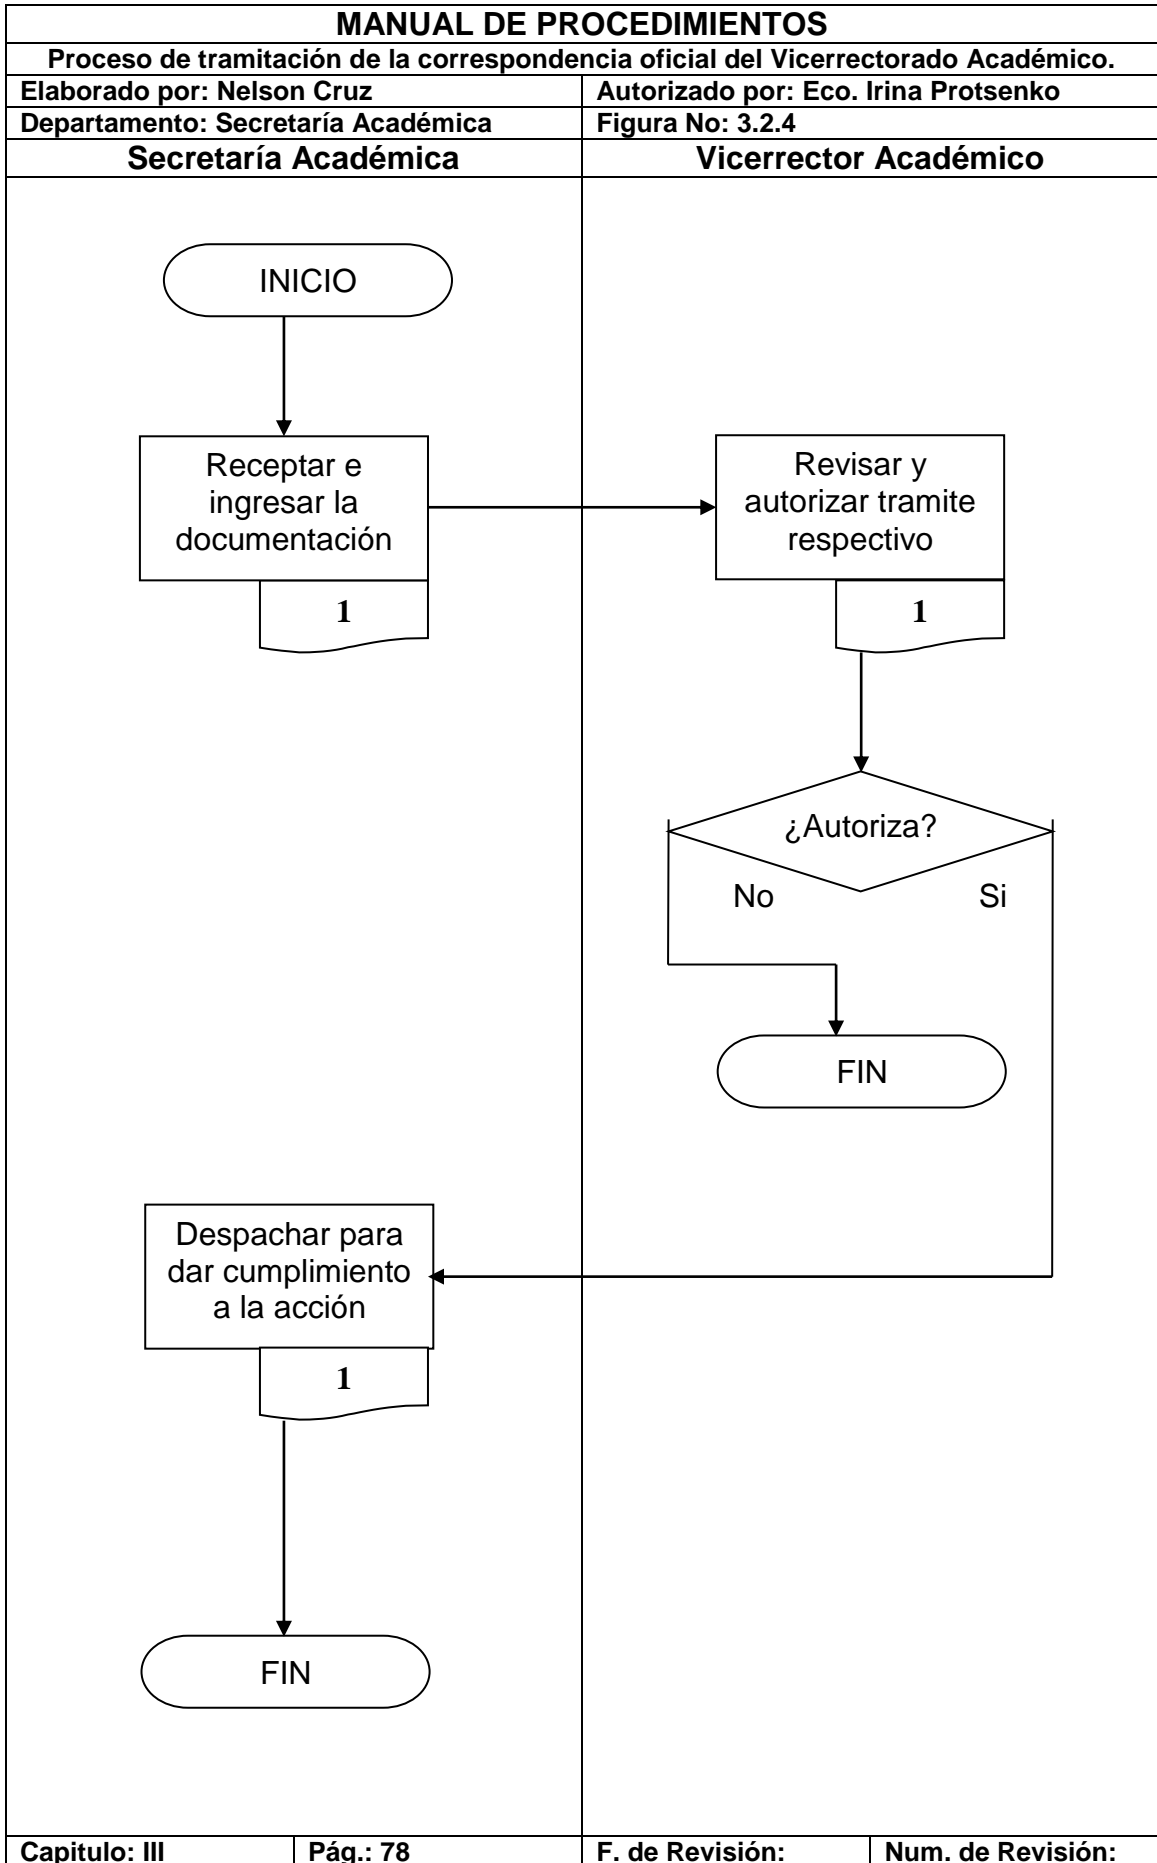 MANUAL DE PROCEDIMIENTOS
Proceso de tramitación de la correspondencia oficial del Vicerrectorado Académico.
Elaborado por: Nelson Cruz
Autorizado por: Eco. Irina Protsenko
Departamento: Secretaría Académica
Figura No: 3.2.4
Secretaría Académica
Vicerrector Académico
INICIO
Receptar e
ingresar la
documentación
1
Revisar y
autorizar tramite
respectivo
1
¿Autoriza?
No
Si
FIN
Despachar para
dar cumplimiento
a la acción
1
FIN
Capitulo: III
Pág.: 78
F. de Revisión:
Num. de Revisión: